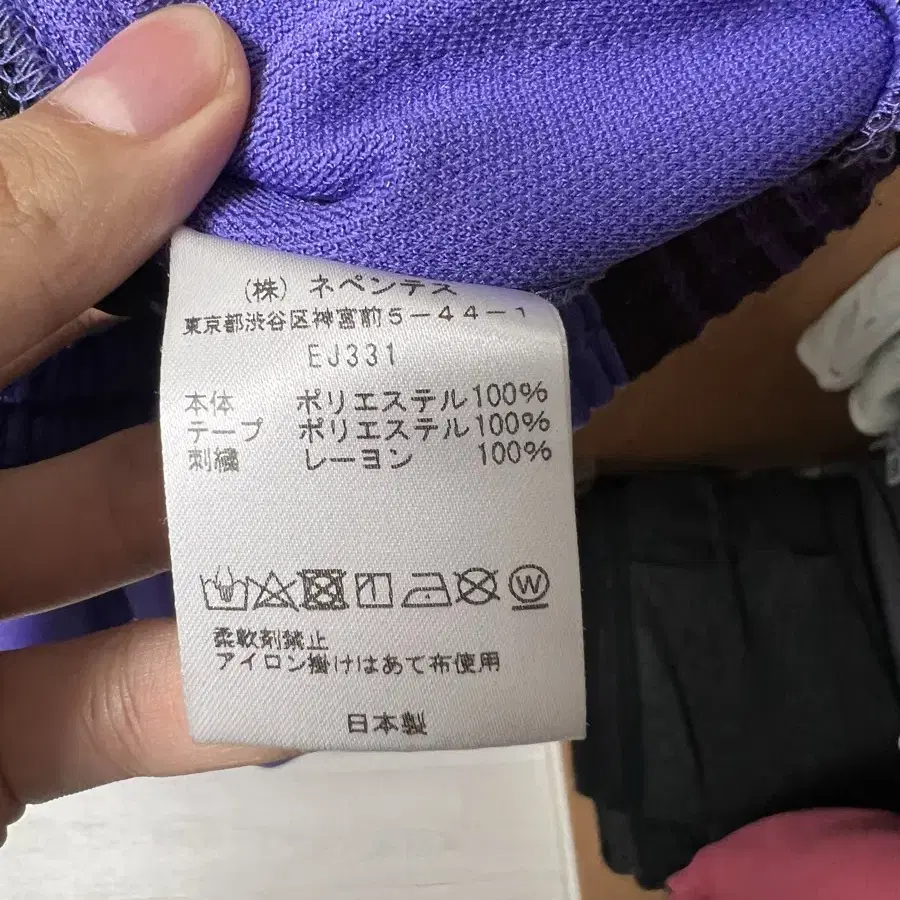 (株) ネペンテス
東京都渋谷区神宮前5-44-1
EJ331
本体 ポリエステル100%
テープ ポリエステル100%
刺繍 レーヨン 100%
W
柔軟剤禁止
アイロン掛けはあて布使用
日本製